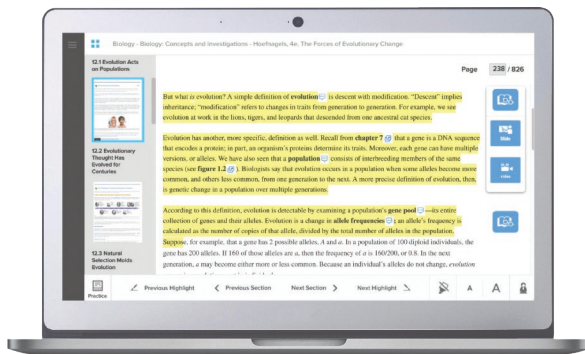 Biology - Biology: Concepts and Investigations - Hoefnagels, 4e, The Forces of Evolutionary Change
12.1 Evolution Acts
on Populations
Page 238 / 826
But what is evolution? A simple definition of evolution is descent with modification. "Descent" implies
inheritance; "modification" refers to changes in traits from generation to generation. For example, we see
evolution at work in the lions, tigers, and leopards that descended from one ancestral cat species.
Evolution has another, more specific, definition as well. Recall from chapter 7 that a gene is a DNA sequence
that encodes a protein; in part, an organism's proteins determine its traits. Moreover, each gene can have multiple
versions, or alleles. We have also seen that a population consists of interbreeding members of the same
species (see figure 1.2). Biologists say that evolution occurs in a population when some alleles become more
common, and others less common, from one generation to the next. A more precise definition of evolution, then,
is genetic change in a population over multiple generations.
12.2 Evolutionary
Thought Has
Evolved for
Centuries
According to this definition, evolution is detectable by examining a population's gene pool—its entire
collection of genes and their alleles. Evolution is a change in allele frequencies; an allele's frequency is
calculated as the number of copies of that allele, divided by the total number of alleles in the population.
Suppose, for example, that a gene has 2 possible alleles, A and a. In a population of 100 diploid individuals, the
gene has 200 alleles. If 160 of those alleles are a, then the frequency of a is 160/200, or 0.8. In the next
generation, a may become either more or less common. Because an individual's alleles do not change, evolution
12.3 Natural
Selection Molds
Evolution
Practice
Previous Highlight
Previous Section
Next Section
Next Highlight
A
A